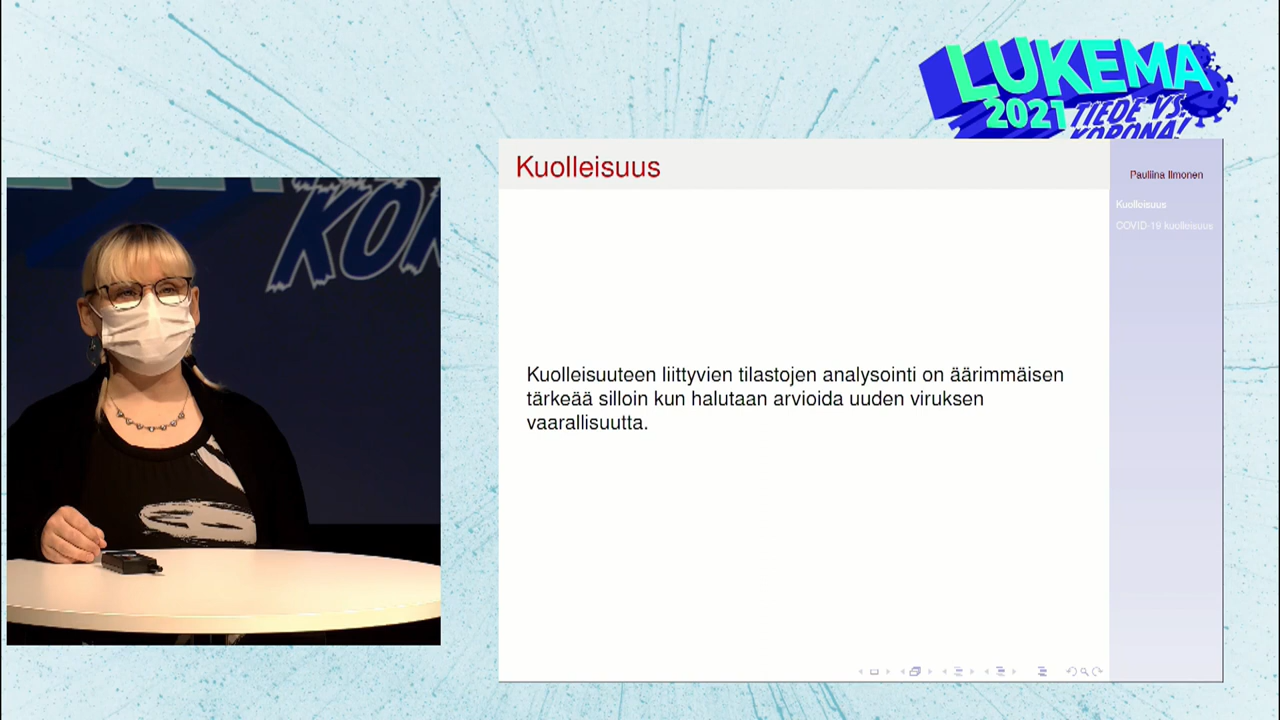 LUKEMA
2021 TIEDE VS.
KORONA!
Kuolleisuus
Pauliina Ilmonen
Kuolleisuus
COVID-19 kuolleisuus
Kuolleisuuteen liittyvien tilastojen analysointi on äärimmäisen
tärkeää silloin kun halutaan arvioida uuden viruksen
vaarallisuutta.